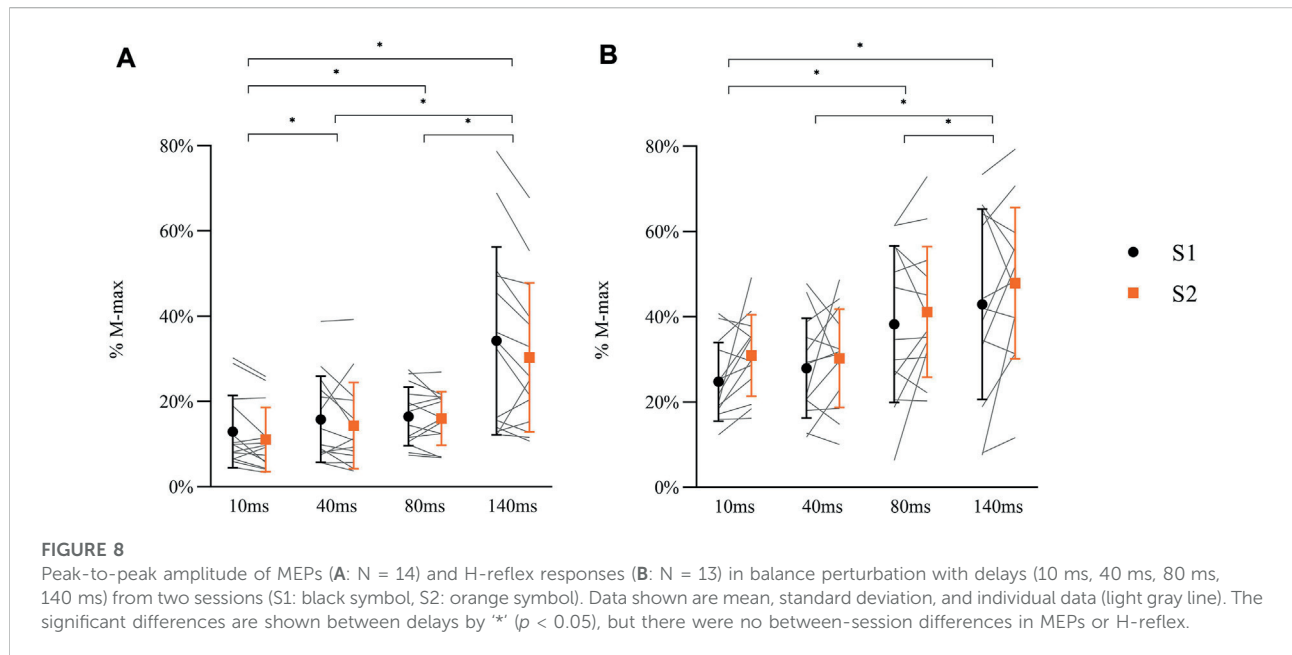 A
B
* *
* *
* *
* * *
80% 80%
60% 60%
% M-max % M-max
40% 40%
20% 20%
0% 0%
10ms 40ms 80ms 140ms 10ms 40ms 80ms 140ms
S1
S2
FIGURE 8
Peak-to-peak amplitude of MEPs (A: N = 14) and H-reflex responses (B: N = 13) in balance perturbation with delays (10 ms, 40 ms, 80 ms,
140 ms) from two sessions (S1: black symbol, S2: orange symbol). Data shown are mean, standard deviation, and individual data (light gray line). The
significant differences are shown between delays by ‘*’ (p < 0.05), but there were no between-session differences in MEPs or H-reflex.